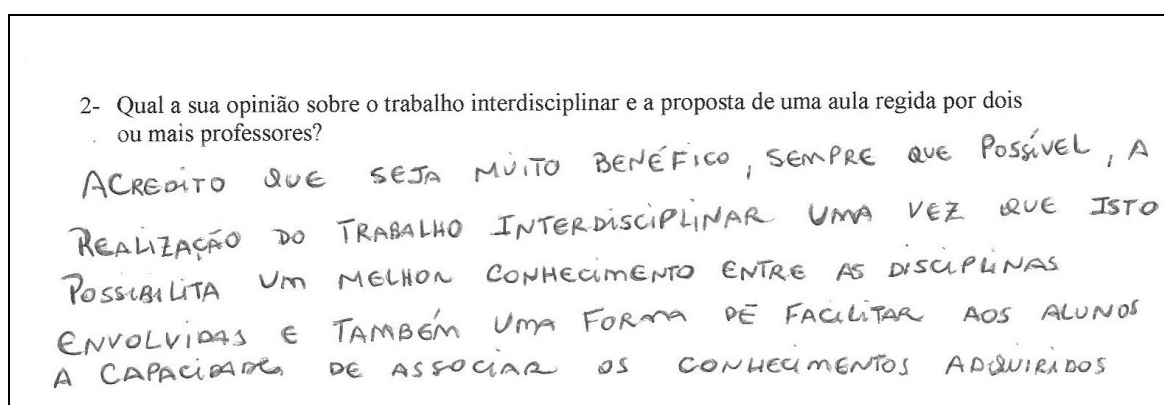 2- Qual a sua opinião sobre o trabalho interdisciplinar e a proposta de uma aula regida por dois
ou mais professores?
ACREDITO QUE SEJA MUITO BENÉFICO, SEMPRE QUE POSSÍVEL, A
REALIZAÇÃO DO TRABALHO INTERDISCIPLINAR UMA VEZ QUE ISTO
POSSIBILITA UM MELHOR CONHECIMENTO ENTRE AS DISCIPLINAS
ENVOLVIDAS E TAMBÉM UMA FORMA DE FACILITAR AOS ALUNOS
A CAPACIDADE DE ASSOCIAR OS CONHECIMENTOS ADQUIRIDOS